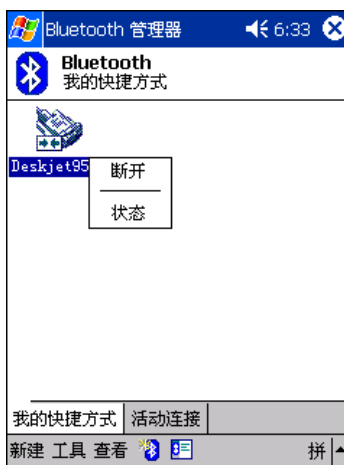 Bluetooth 管理器 6:33
Bluetooth
我的快捷方式
Deskjet95
断开
状态
我的快捷方式 活动连接
新建 工具 查看 拼